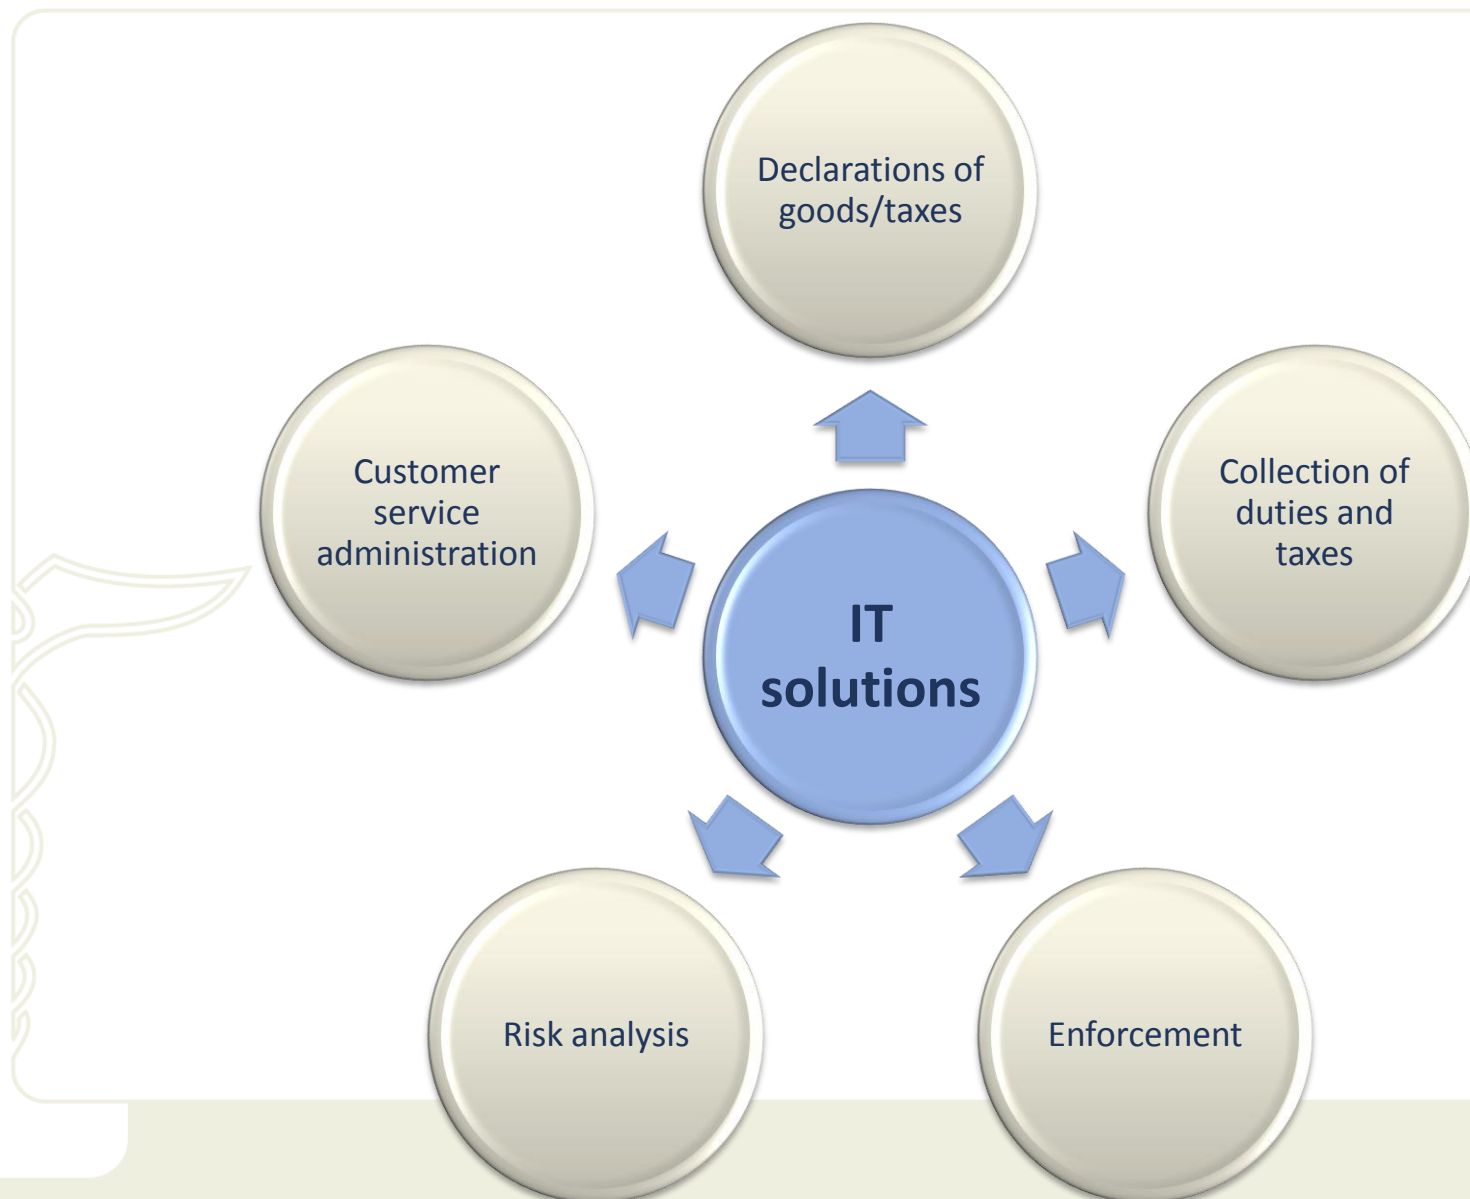 Declarations of
goods/taxes
Customer
service
administration
Collection of
duties and
taxes
IT
solutions
Risk analysis
Enforcement